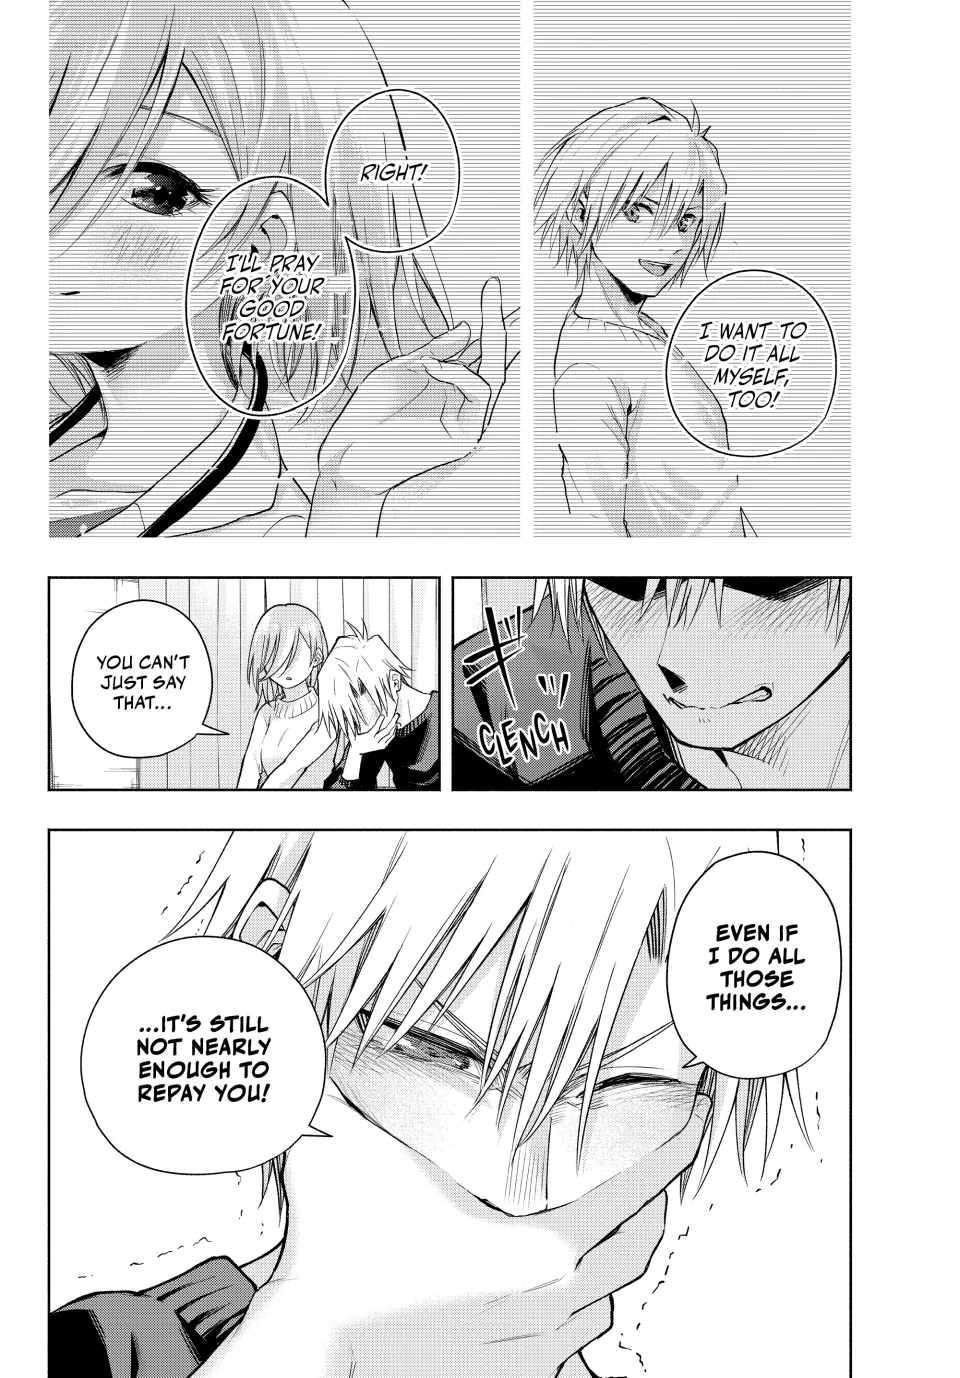 I WANT TO
DO IT ALL
MYSELF,
TOO!
RIGHT!
I'LL PRAY
FOR YOUR
GOOD
FORTUNE!
CLENCH
YOU CAN'T
JUST SAY
THAT...
EVEN IF
I DO ALL
THOSE
THINGS...
...IT'S STILL
NOT NEARLY
ENOUGH TO
REPAY YOU!